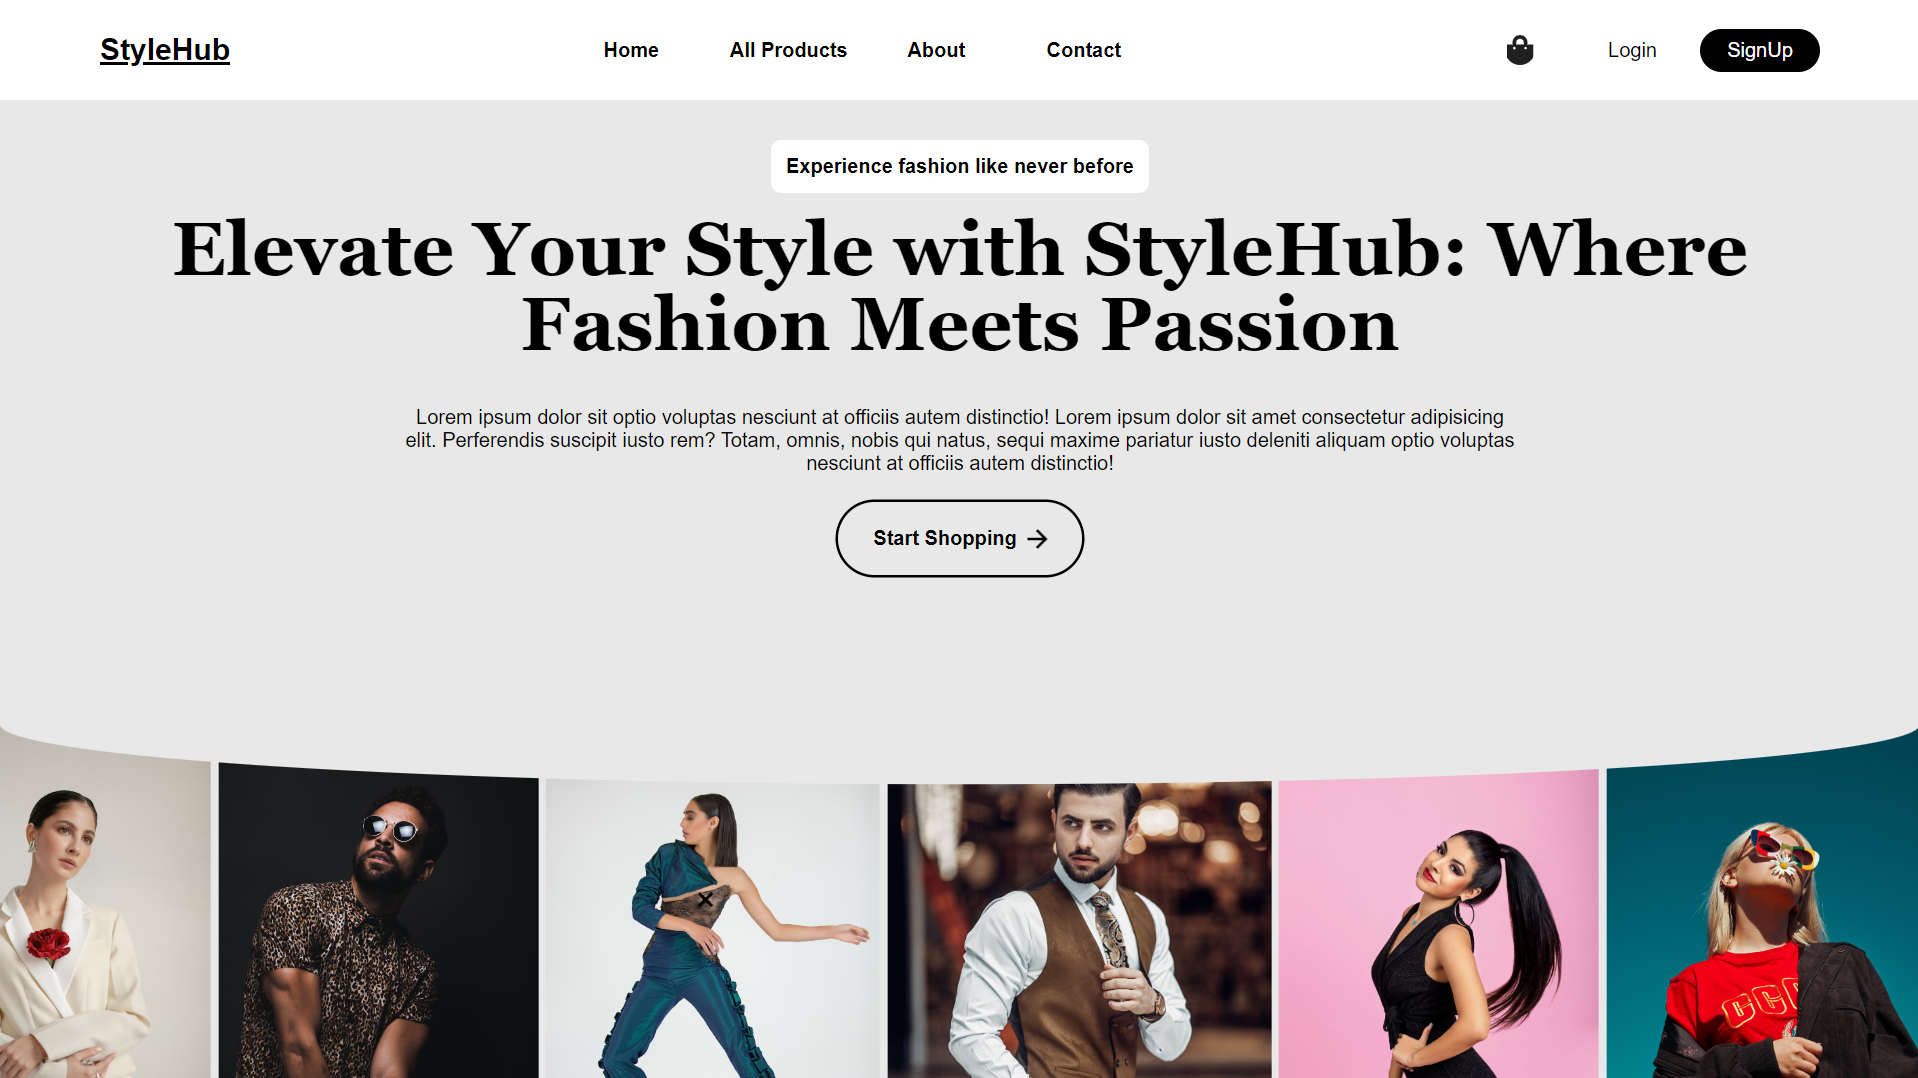 StyleHub
Home
All Products
About
Contact
Login
SignUp
Experience fashion like never before
Elevate Your Style with StyleHub: Where
Fashion Meets Passion
Lorem ipsum dolor sit optio voluptas nesciunt at officiis autem distinctio! Lorem ipsum dolor sit amet consectetur adipisicing
elit. Perferendis suscipit iusto rem? Totam, omnis, nobis qui natus, sequi maxime pariatur iusto deleniti aliquam optio voluptas
nesciunt at officiis autem distinctio!
Start Shopping